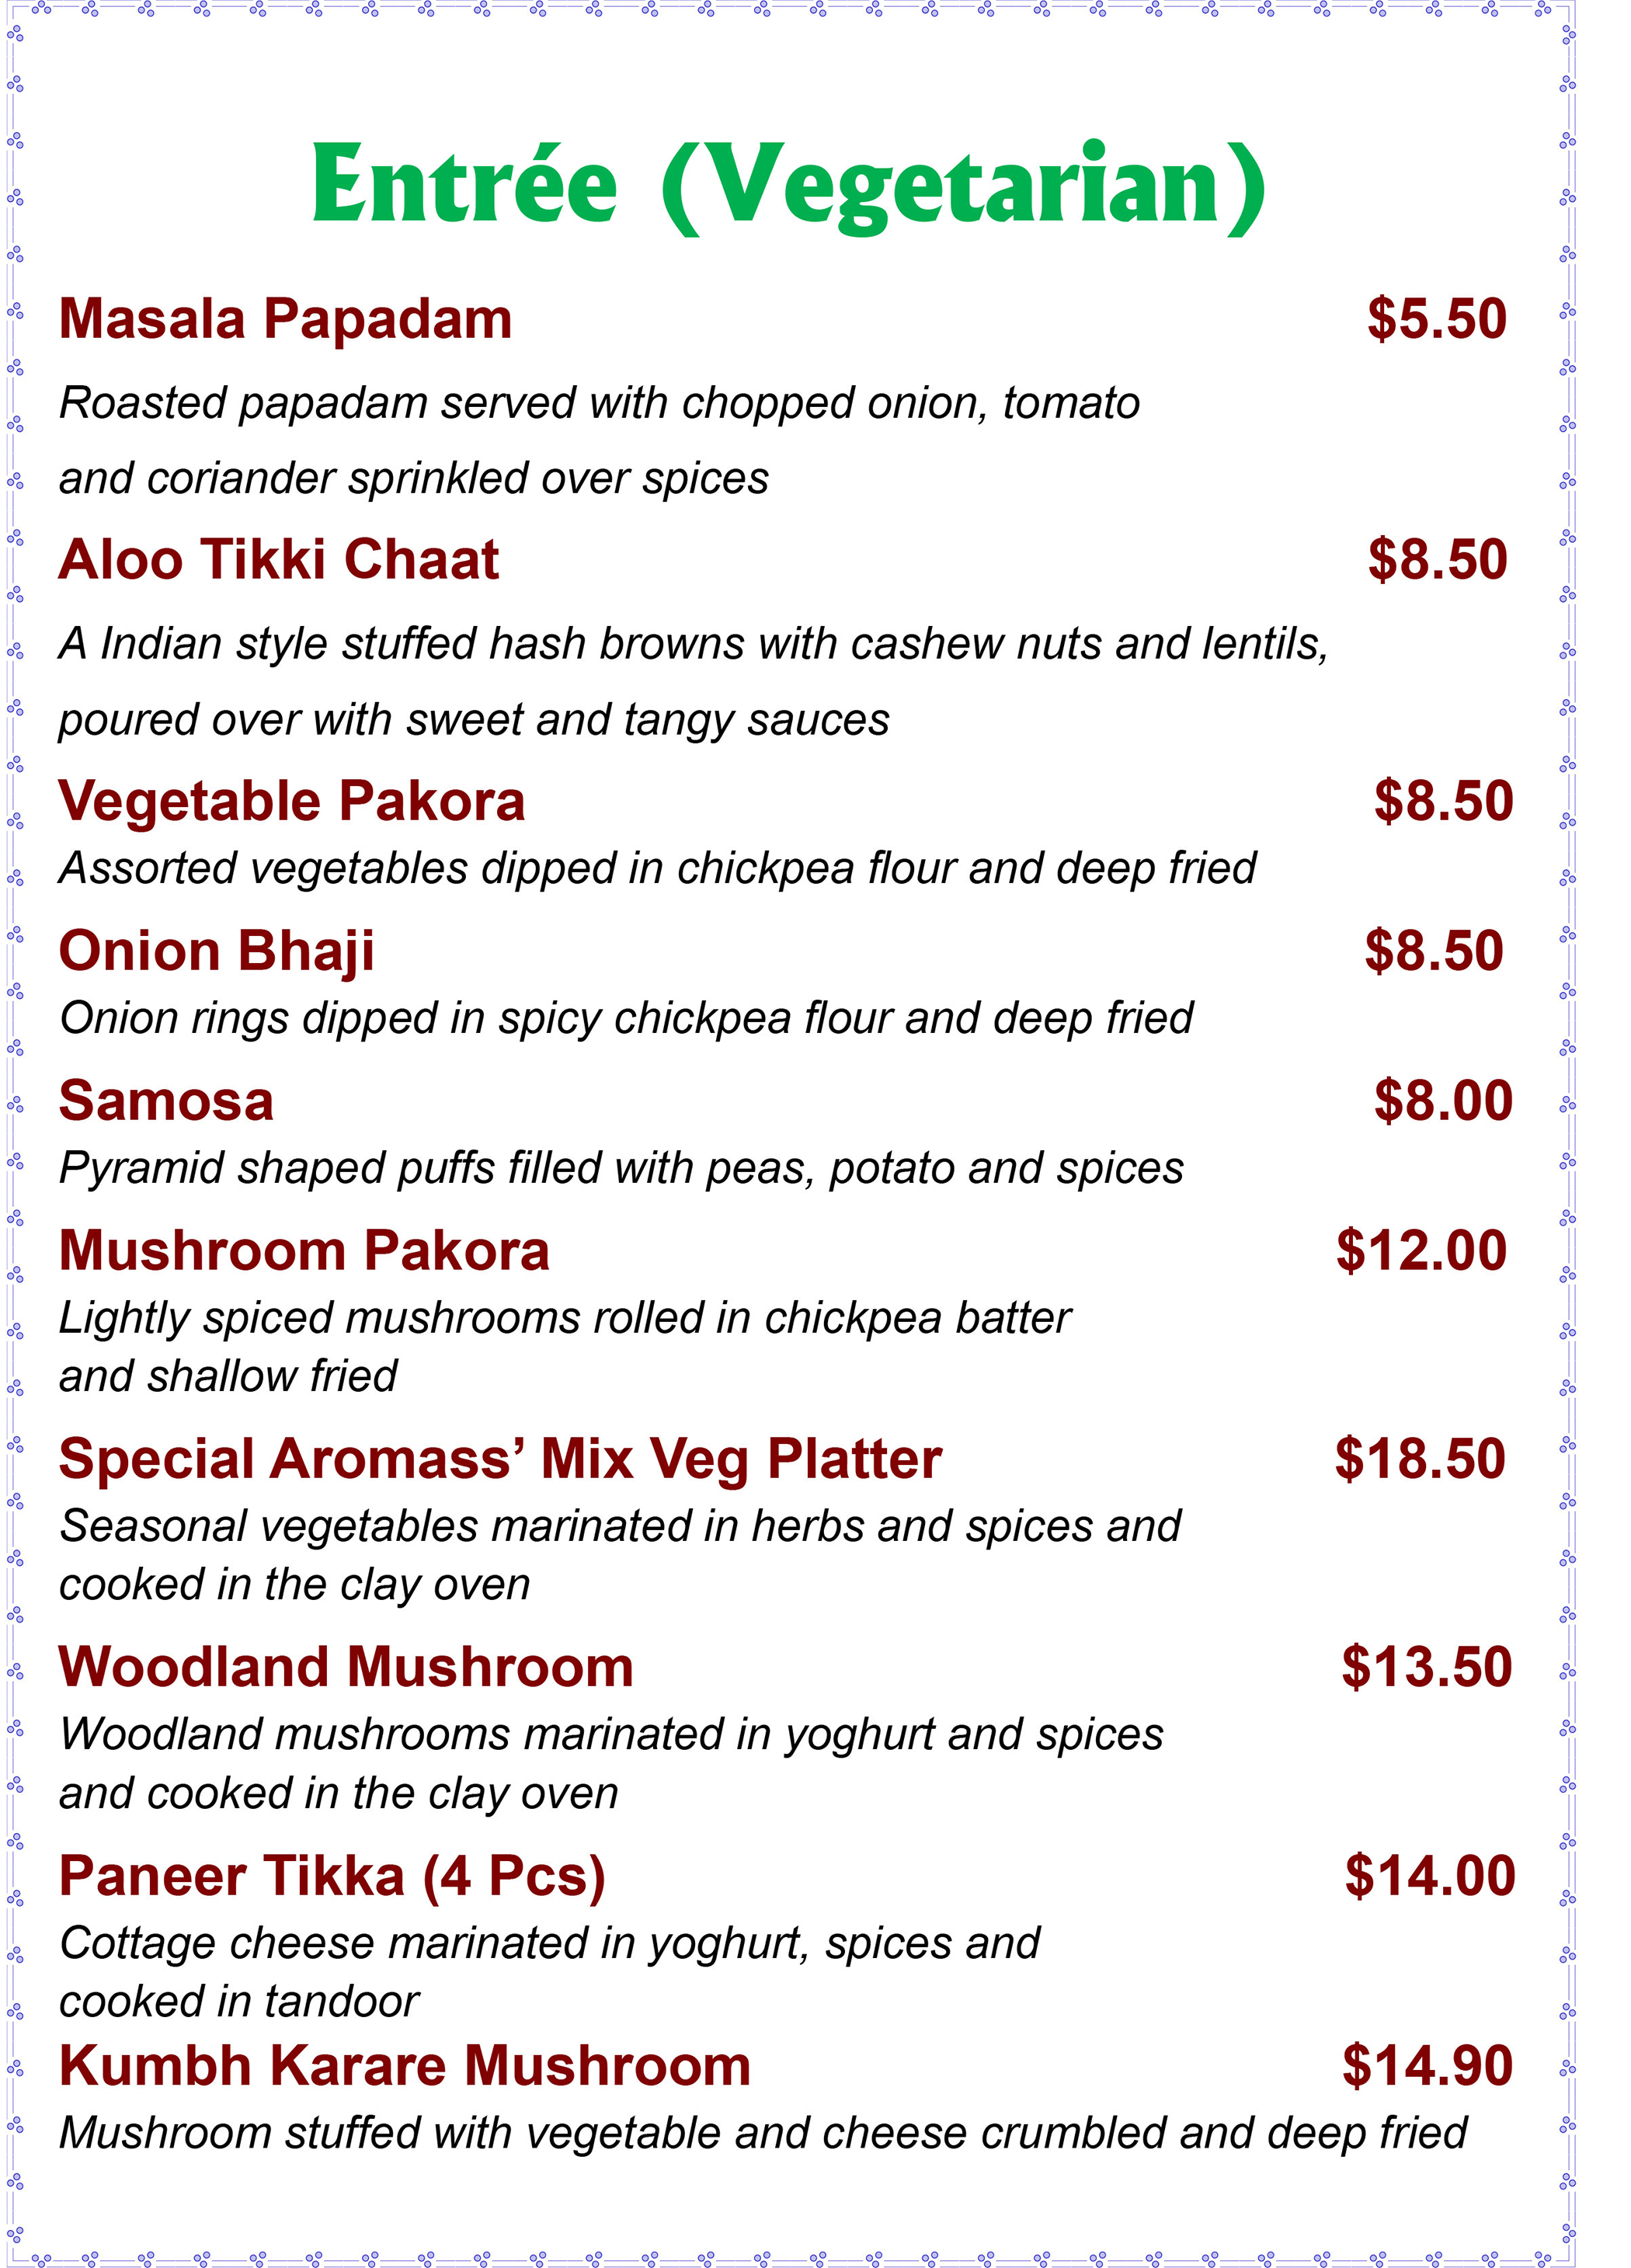 Entrée (Vegetarian)
Masala Papadam $5.50
Roasted papadam served with chopped onion, tomato
and coriander sprinkled over spices
Aloo Tikki Chaat $8.50
A Indian style stuffed hash browns with cashew nuts and lentils,
poured over with sweet and tangy sauces
Vegetable Pakora $8.50
Assorted vegetables dipped in chickpea flour and deep fried
Onion Bhaji $8.50
Onion rings dipped in spicy chickpea flour and deep fried
Samosa $8.00
Pyramid shaped puffs filled with peas, potato and spices
Mushroom Pakora $12.00
Lightly spiced mushrooms rolled in chickpea batter
and shallow fried
Special Aromass’ Mix Veg Platter $18.50
Seasonal vegetables marinated in herbs and spices and
cooked in the clay oven
Woodland Mushroom $13.50
Woodland mushrooms marinated in yoghurt and spices
and cooked in the clay oven
Paneer Tikka (4 Pcs) $14.00
Cottage cheese marinated in yoghurt, spices and
cooked in tandoor
Kumbh Karare Mushroom $14.90
Mushroom stuffed with vegetable and cheese crumbled and deep fried